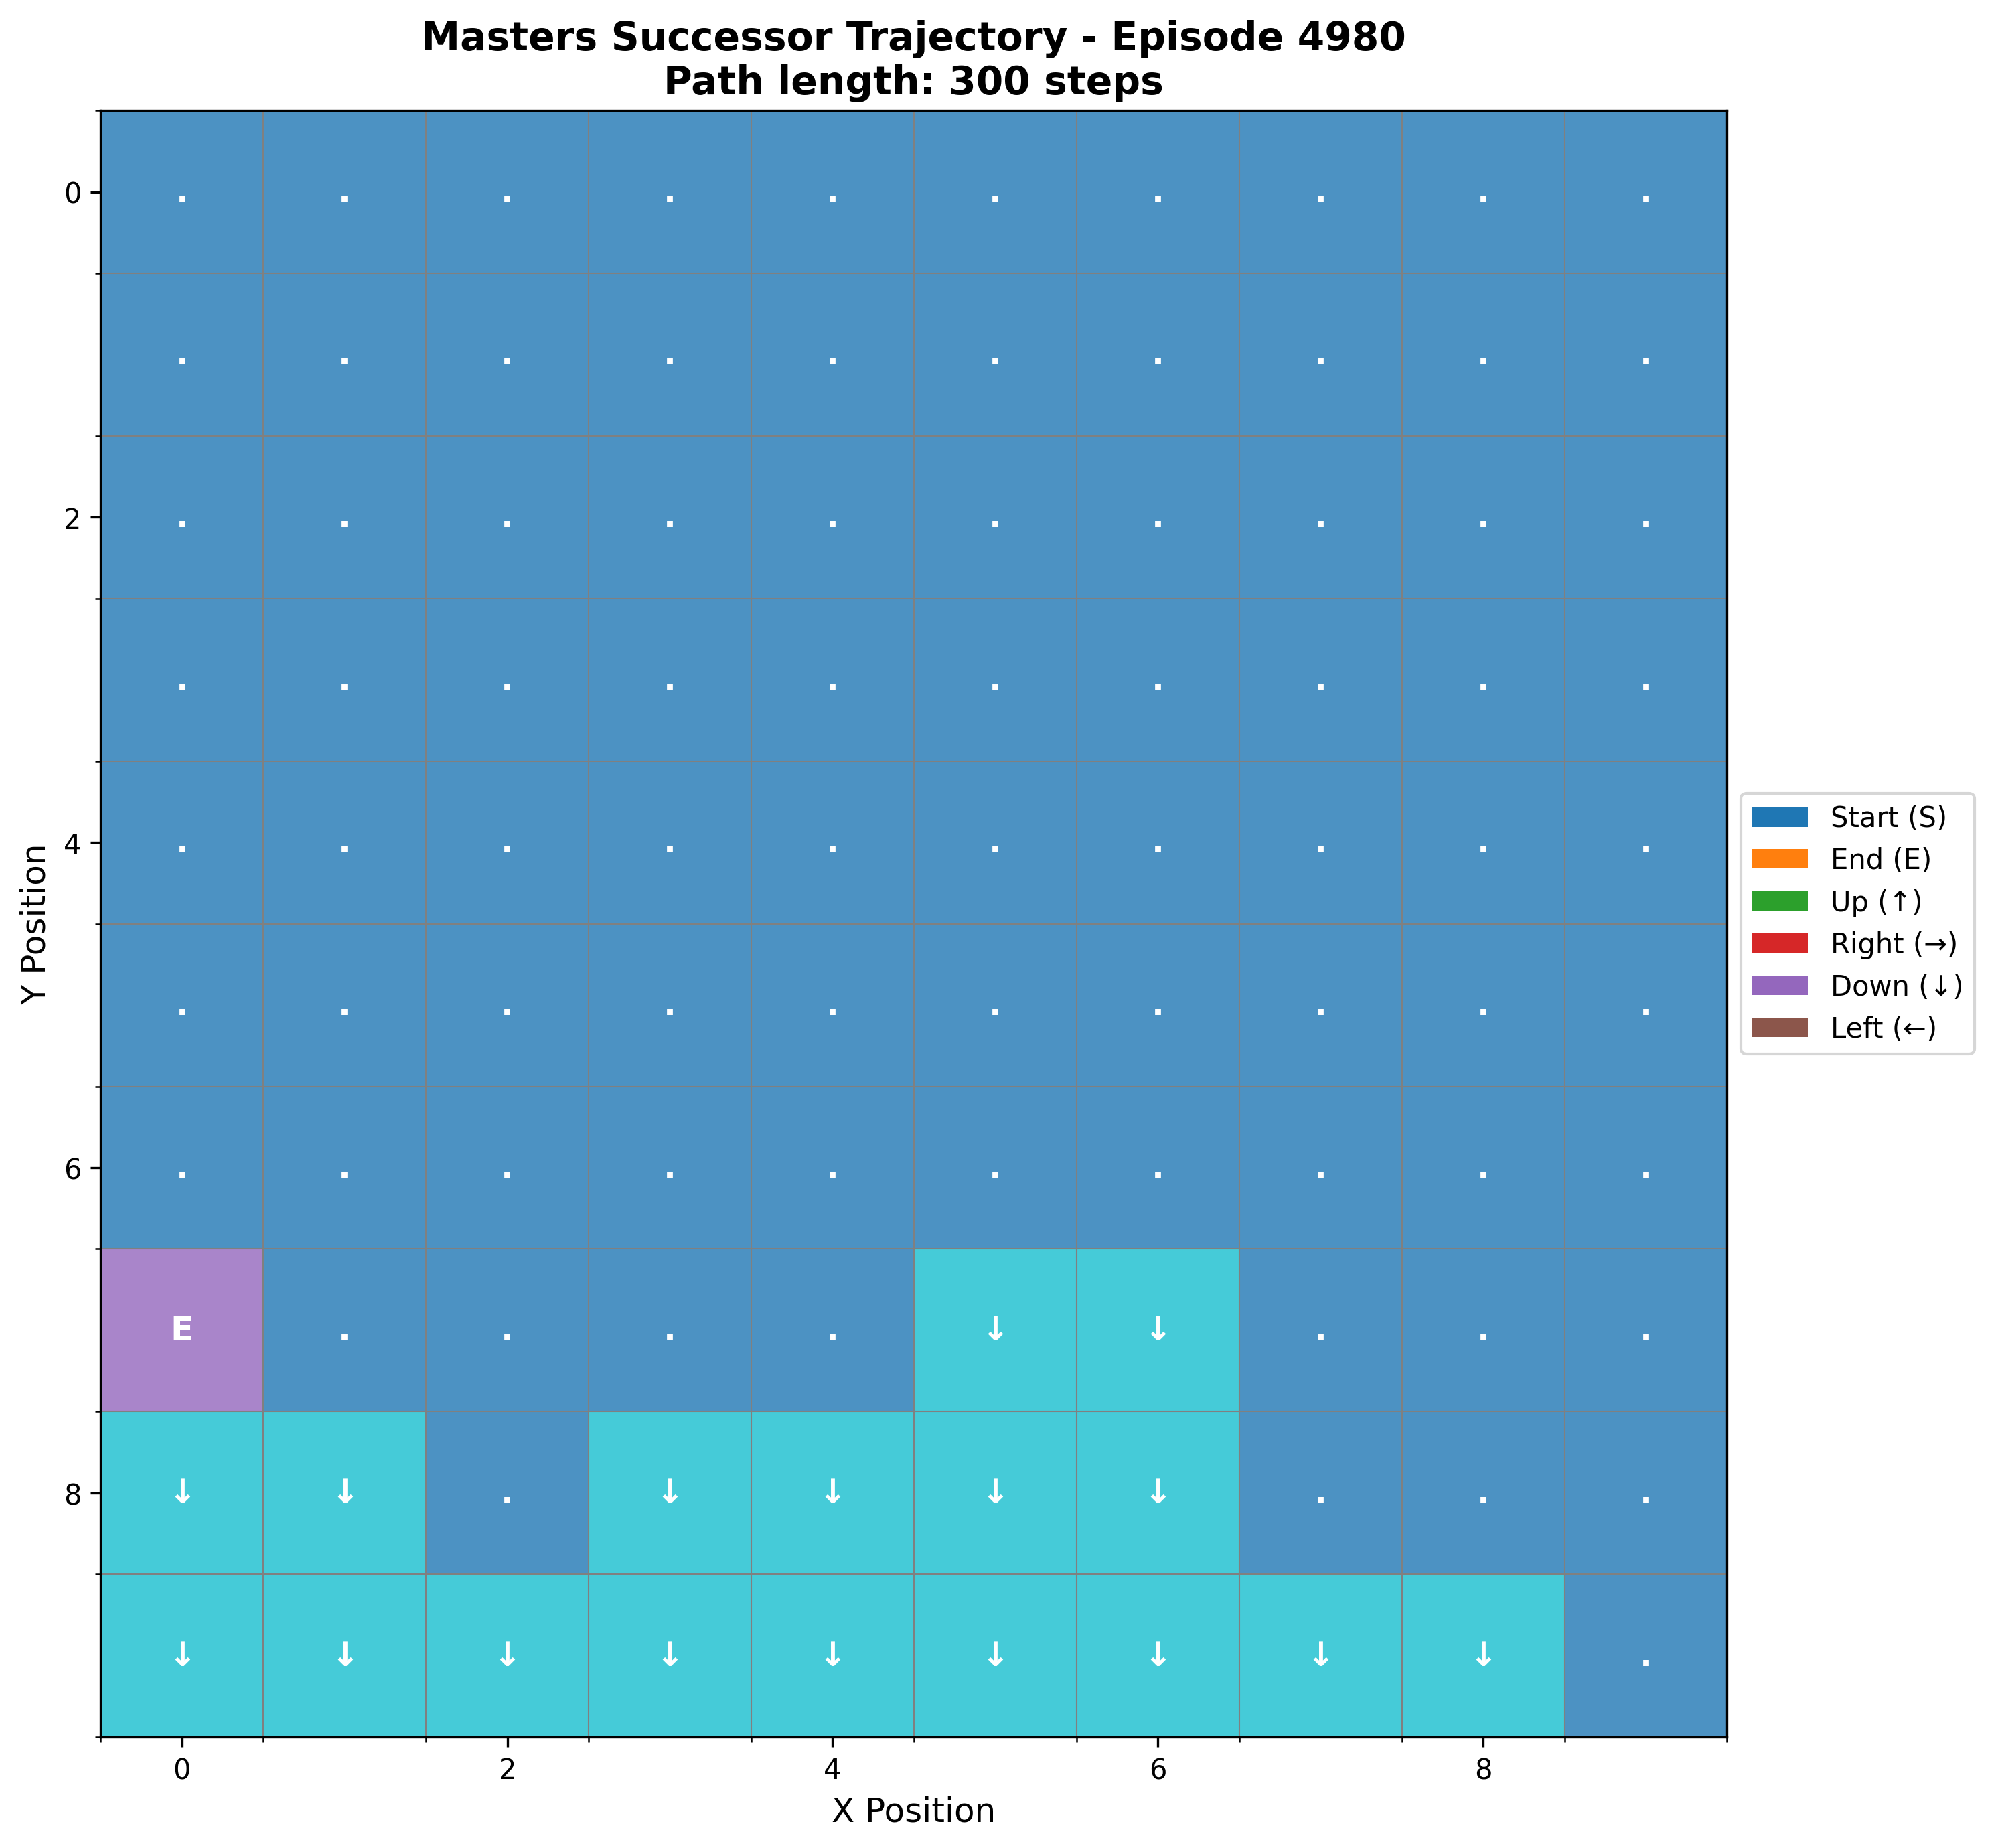 Masters Successor Trajectory - Episode 4980
Path length: 300 steps
0 . . . . . . . . . .
. . . . . . . . . .
2 . . . . . . . . . .
. . . . . . . . . .
4 . . . . . . . . . .
. . . . . . . . . .
6 . . . . . . . . . .
E . . . . ↓ ↓ . . .
8 ↓ ↓ . ↓ ↓ ↓ ↓ . . .
↓ ↓ ↓ ↓ ↓ ↓ ↓ ↓ ↓ .
0 2 4 6 8
X Position
Y Position
Start (S)
End (E)
Up (↑)
Right (→)
Down (↓)
Left (←)